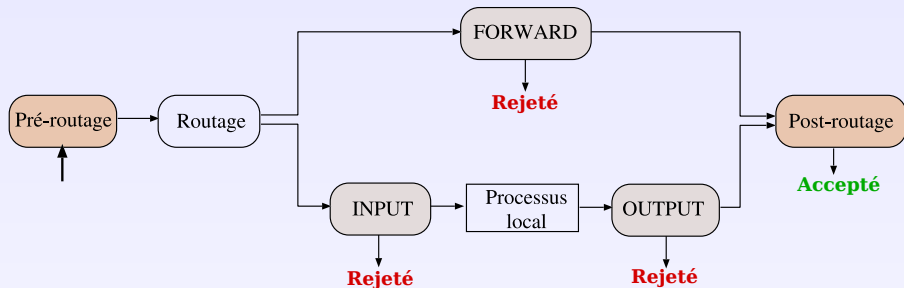 FORWARD
Rejeté
Pré-routage
Routage
Post-routage
Accepté
INPUT
Processus
local
OUTPUT
Rejeté
Rejeté